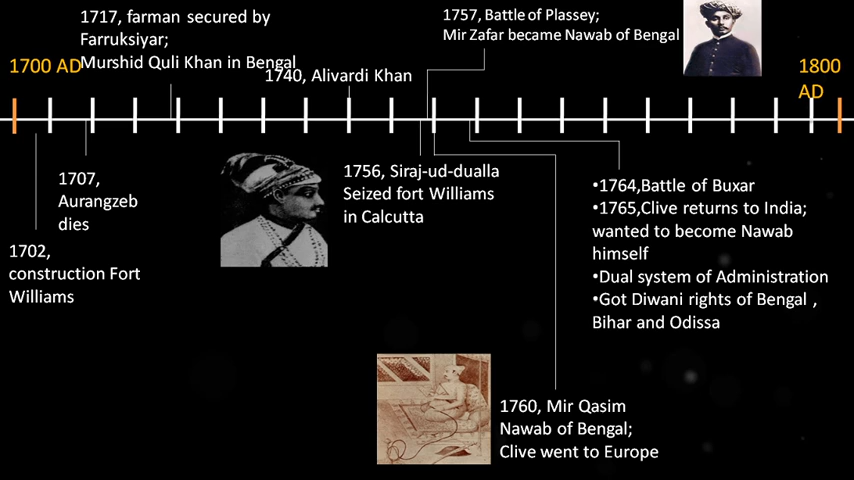 1717, farman secured by
Farruksiyar;
Murshid Quli Khan in Bengal
1757, Battle of Plassey;
Mir Zafar became Nawab of Bengal
1700 AD
1740, Alivardi Khan
1800
AD
1707,
Aurangzeb
dies
1702,
construction Fort
Williams
1756, Siraj-ud-dualla
Seized fort Williams
in Calcutta
•1764,Battle of Buxar
•1765,Clive returns to India;
wanted to become Nawab
himself
•Dual system of Administration
•Got Diwani rights of Bengal ,
Bihar and Odissa
1760, Mir Qasim
Nawab of Bengal;
Clive went to Europe